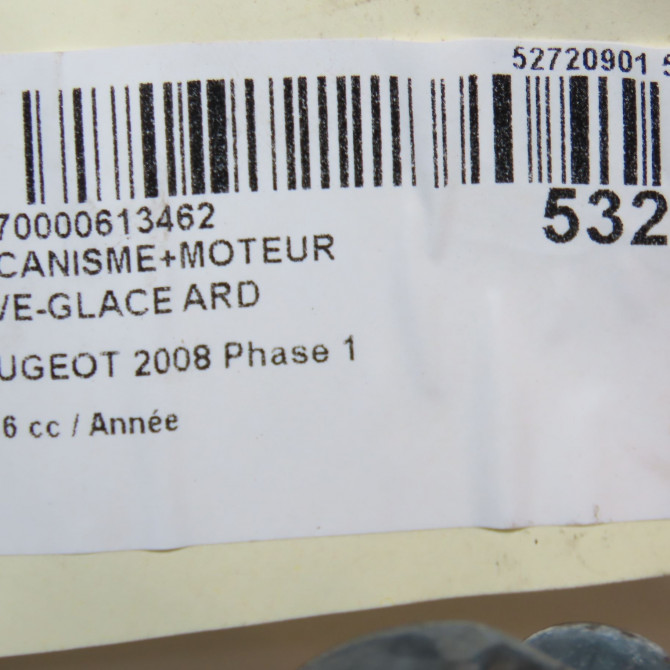 52720901 5
70000613462
532
CANISME+MOTEUR
VE-GLACE ARD
UGEOT 2008 Phase 1
6 cc / Année